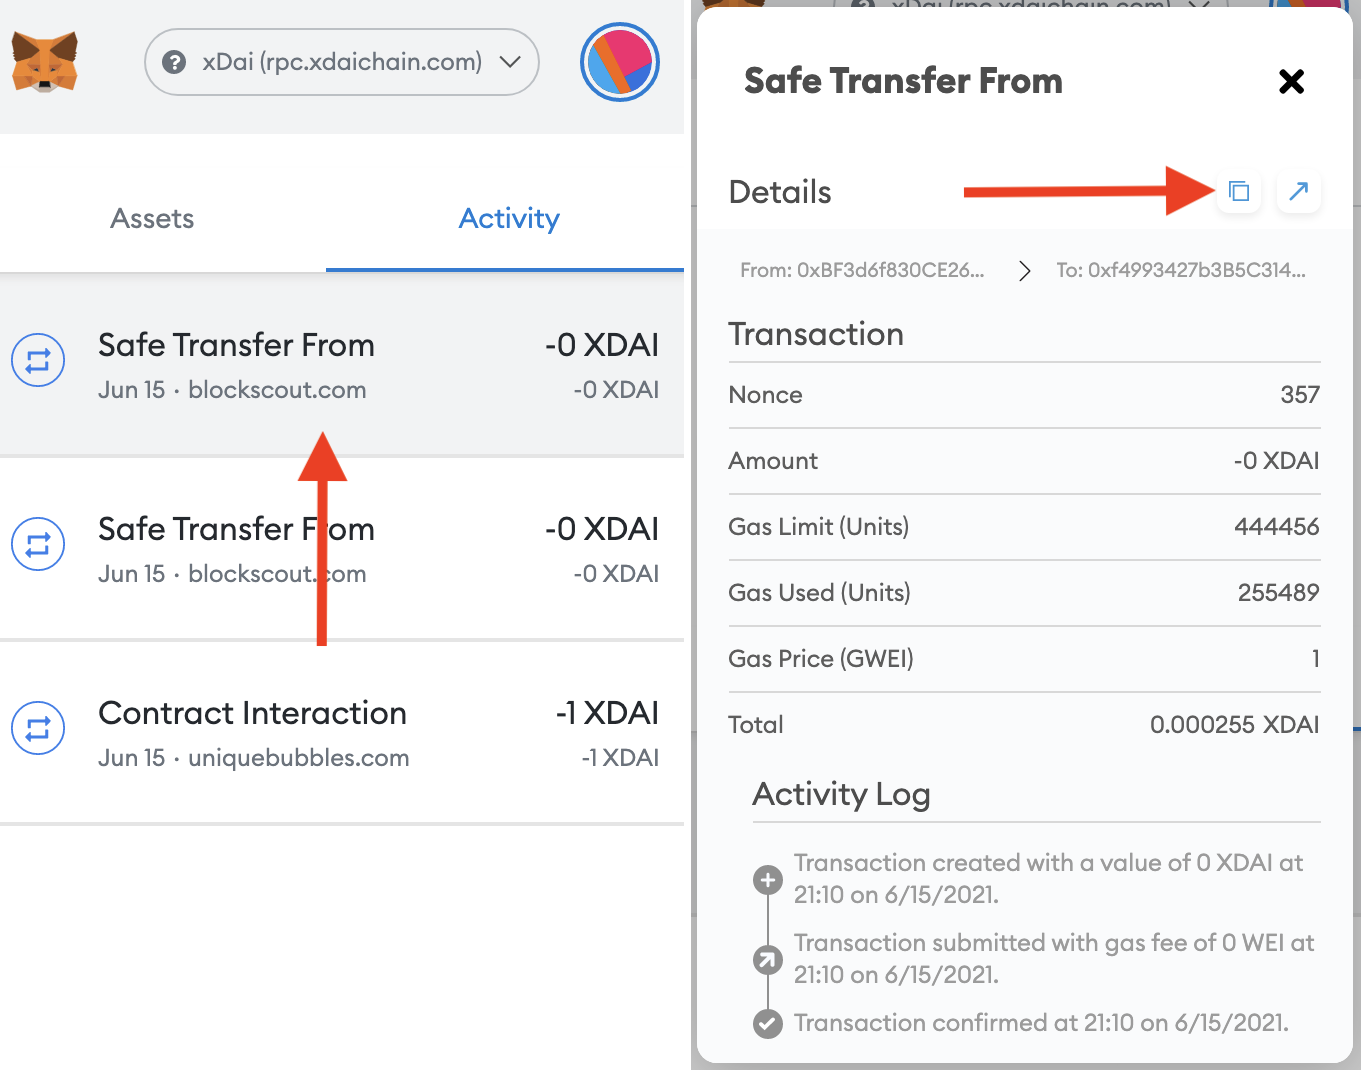 xDai (rpc.xdaichain.com)
Assets
Activity
Safe Transfer From
-0 XDAI
Jun 15 · blockscout.com
-0 XDAI
Safe Transfer From
-0 XDAI
Jun 15 · blockscout.com
-0 XDAI
Contract Interaction
-1 XDAI
Jun 15 · uniquebubbles.com
-1 XDAI
xDai (rpc.xdaichain.com)
Safe Transfer From
Details
From: 0xBF3d6f830CE26...
To: 0xf4993427b3B5C314...
Transaction
Nonce
357
Amount
-0 XDAI
Gas Limit (Units)
444456
Gas Used (Units)
255489
Gas Price (GWEI)
1
Total
0.000255 XDAI
Activity Log
Transaction created with a value of 0 XDAI at
21:10 on 6/15/2021.
Transaction submitted with gas fee of 0 WEI at
21:10 on 6/15/2021.
Transaction confirmed at 21:10 on 6/15/2021.